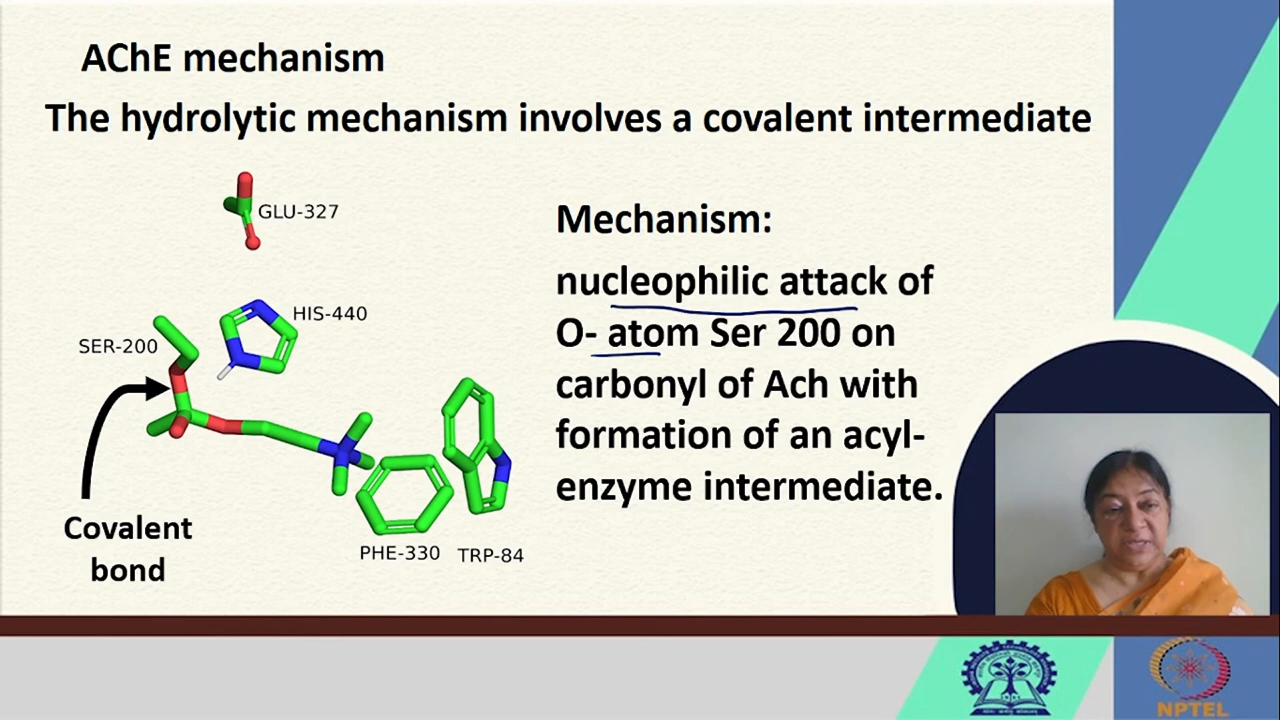 AChE mechanism
The hydrolytic mechanism involves a covalent intermediate
GLU-327
HIS-440
SER-200
Covalent
bond
PHE-330
TRP-84
Mechanism:
nucleophilic attack of
O- atom Ser 200 on
carbonyl of Ach with
formation of an acyl-
enzyme intermediate.
NPTEL